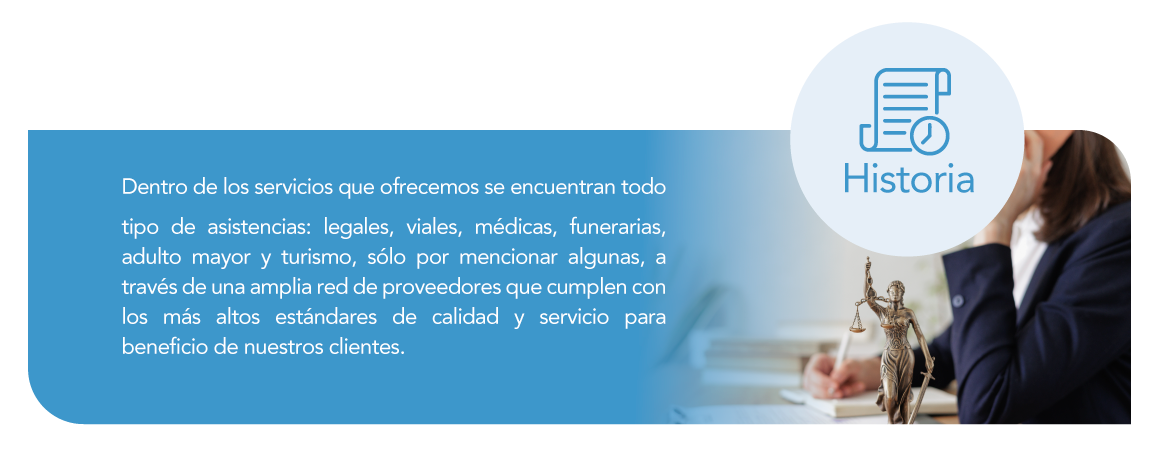 Historia
Dentro de los servicios que ofrecemos se encuentran todo
tipo de asistencias: legales, viales, médicas, funerarias,
adulto mayor y turismo, sólo por mencionar algunas, a
través de una amplia red de proveedores que cumplen con
los más altos estándares de calidad y servicio para
beneficio de nuestros clientes.